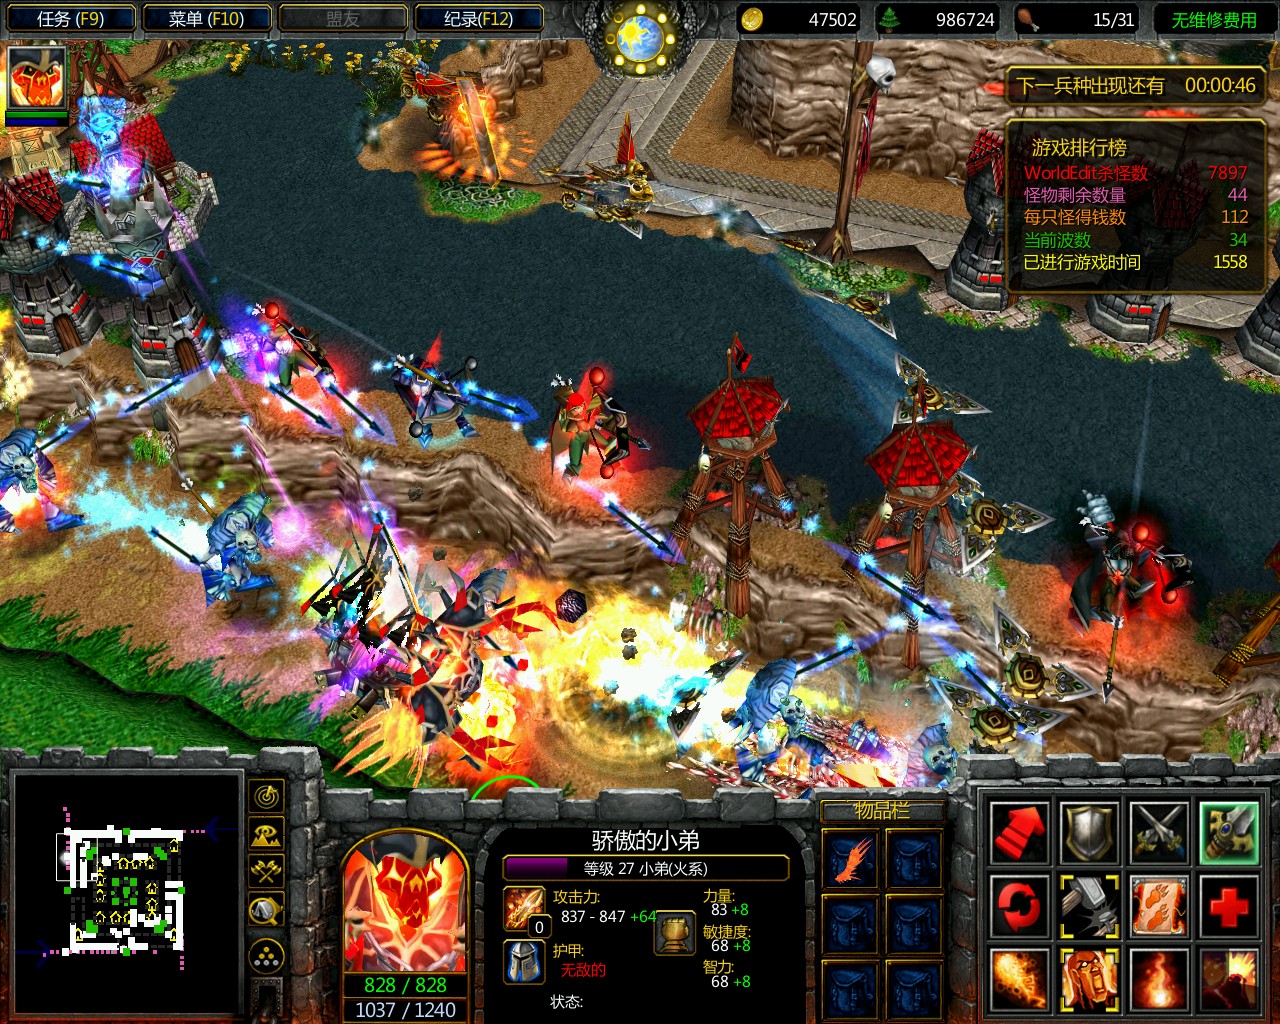 任务 (F9)
菜单 (F10)
盟友
纪录(F12)
47502
986724
15/31
无维修费用
下一兵种出现还有 00:00:46
游戏排行榜
WorldEdit杀怪数 7897
怪物剩余数量 44
每只怪得钱数 112
当前波数 34
已进行游戏时间 1558
骄傲的小弟
等级 27 小弟(火系)
攻击力:
837 - 847 +64
0
护甲:
无敌的
状态:
力量:
83 +8
敏捷度:
68 +8
智力:
68 +8
828 / 828
1037 / 1240
物品栏